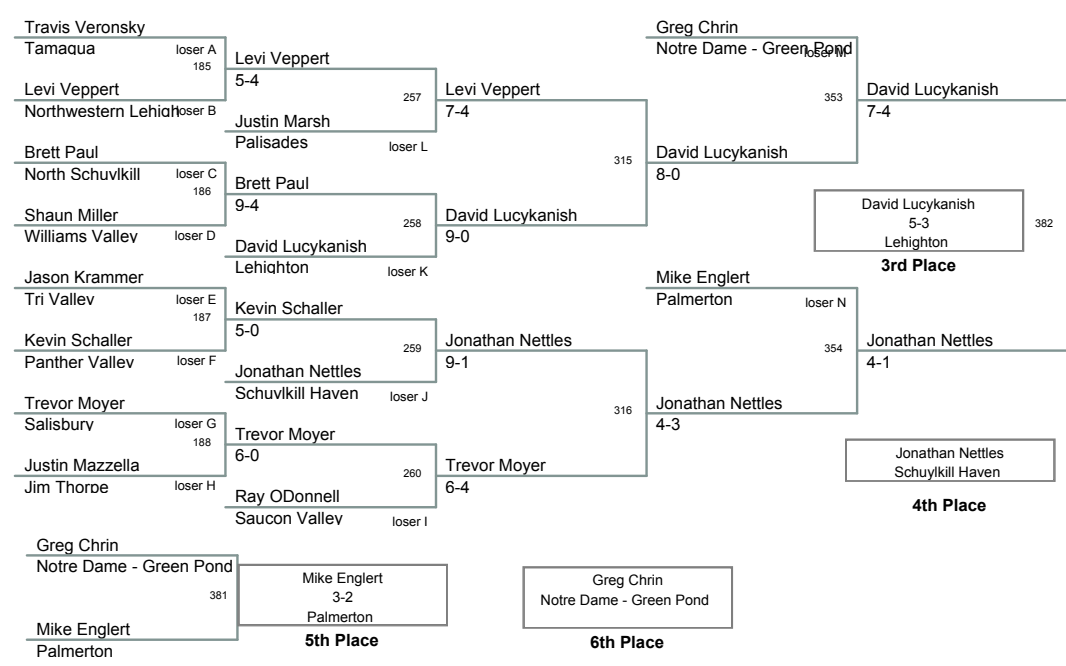 Travis Veronsky
Tamaqua
loser A
185
Levi Veppert
Northwestern Lehigh
loser B
Brett Paul
North Schuylkill
loser C
186
Shaun Miller
Williams Valley
loser D
Jason Krammer
Tri Valley
loser E
187
Kevin Schaller
Panther Valley
loser F
Trevor Moyer
Salisbury
loser G
188
Justin Mazzella
Jim Thorpe
loser H
Levi Veppert
5-4
257
Justin Marsh
Palisades
loser L
Brett Paul
9-4
258
David Lucykanish
Lehighton
loser K
Kevin Schaller
5-0
259
Jonathan Nettles
Schuylkill Haven
loser J
Trevor Moyer
6-0
260
Ray ODonnell
Saucon Valley
loser I
Levi Veppert
7-4
315
David Lucykanish
9-0
Jonathan Nettles
9-1
316
Trevor Moyer
6-4
Greg Chrin
Notre Dame - Green Pond
loser M
353
David Lucykanish
8-0
Mike Englert
Palmerton
loser N
354
Jonathan Nettles
4-3
David Lucykanish
7-4
David Lucykanish
5-3
Lehighton
382
3rd Place
Jonathan Nettles
4-1
Jonathan Nettles
Schuylkill Haven
4th Place
Greg Chrin
Notre Dame - Green Pond
381
Mike Englert
Palmerton
Mike Englert
3-2
Palmerton
5th Place
Greg Chrin
Notre Dame - Green Pond
6th Place